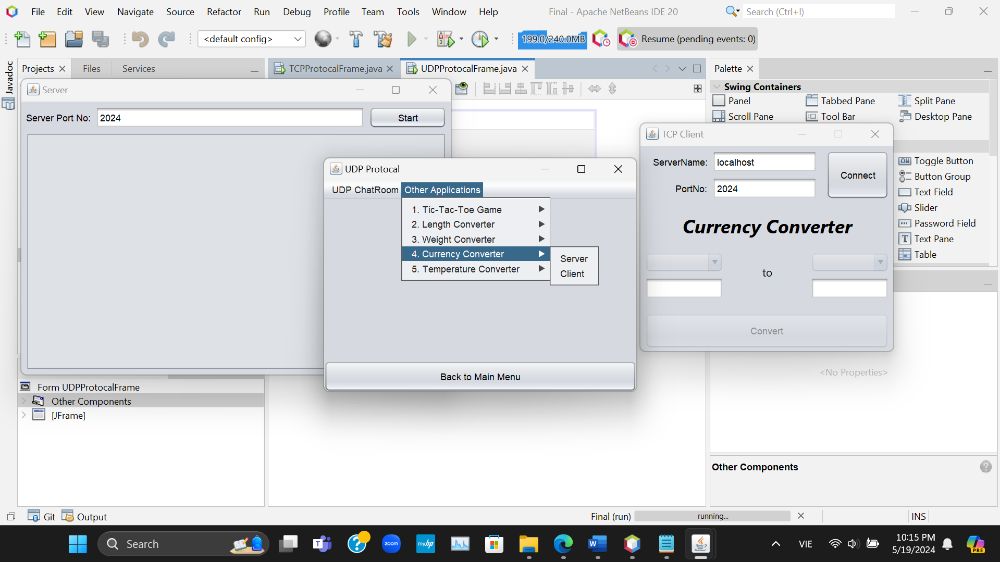 File Edit View Navigate Source Refactor Run Debug Profile Team Tools Window Help
Final - Apache NetBeans IDE 20
Search (Ctrl+I)
<default config>
199.0/240.0MB
Resume (pending events: 0)
Javadoc
Projects
Files
Services
TCPProtocalFrame.java
UDPProtocalFrame.java
Palette
Server
Server Port No:
2024
Start
Swing Containers
Panel
Tabbed Pane
Split Pane
Scroll Pane
Tool Bar
Desktop Pane
TCP Client
ServerName:
localhost
Connect
PortNo:
2024
Currency Converter
to
Convert
ON
Toggle Button
Button Group
Text Field
Slider
Password Field
Text Pane
Table
UDP Protocal
UDP ChatRoom
Other Applications
1. Tic-Tac-Toe Game
2. Length Converter
3. Weight Converter
4. Currency Converter
5. Temperature Converter
Server
Client
Back to Main Menu
<No Properties>
Form UDPProtocalFrame
Other Components
[JFrame]
Other Components
Git
Output
Final (run)
running...
INS
Search
zoom
myhp
VIE
10:15 PM
5/19/2024
PRE